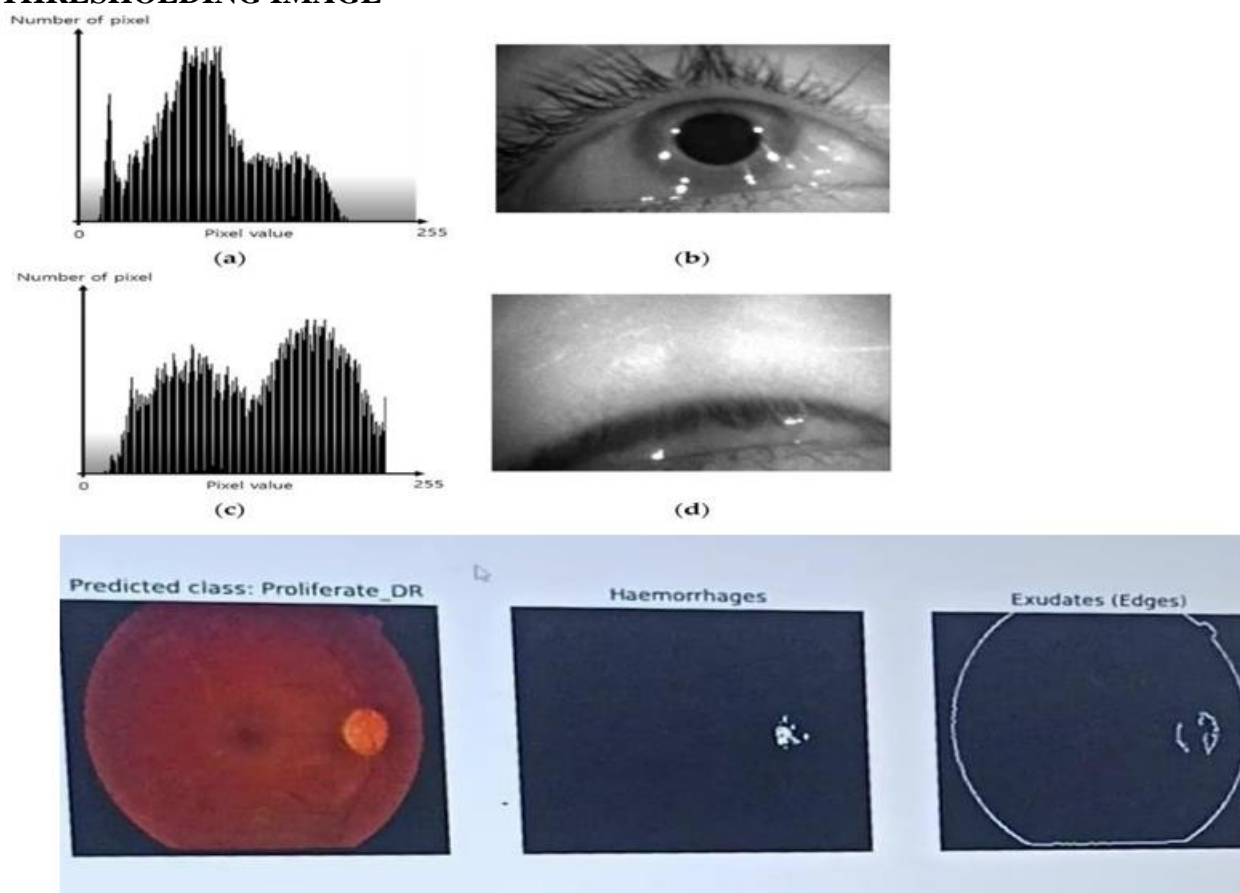 THRESHOLDING IMAGE
Number of pixel
0
Pixel value
255
(a)
(b)
Number of pixel
0
Pixel value
255
(c)
(d)
Predicted class: Proliferate_DR
Haemorrhages
Exudates (Edges)